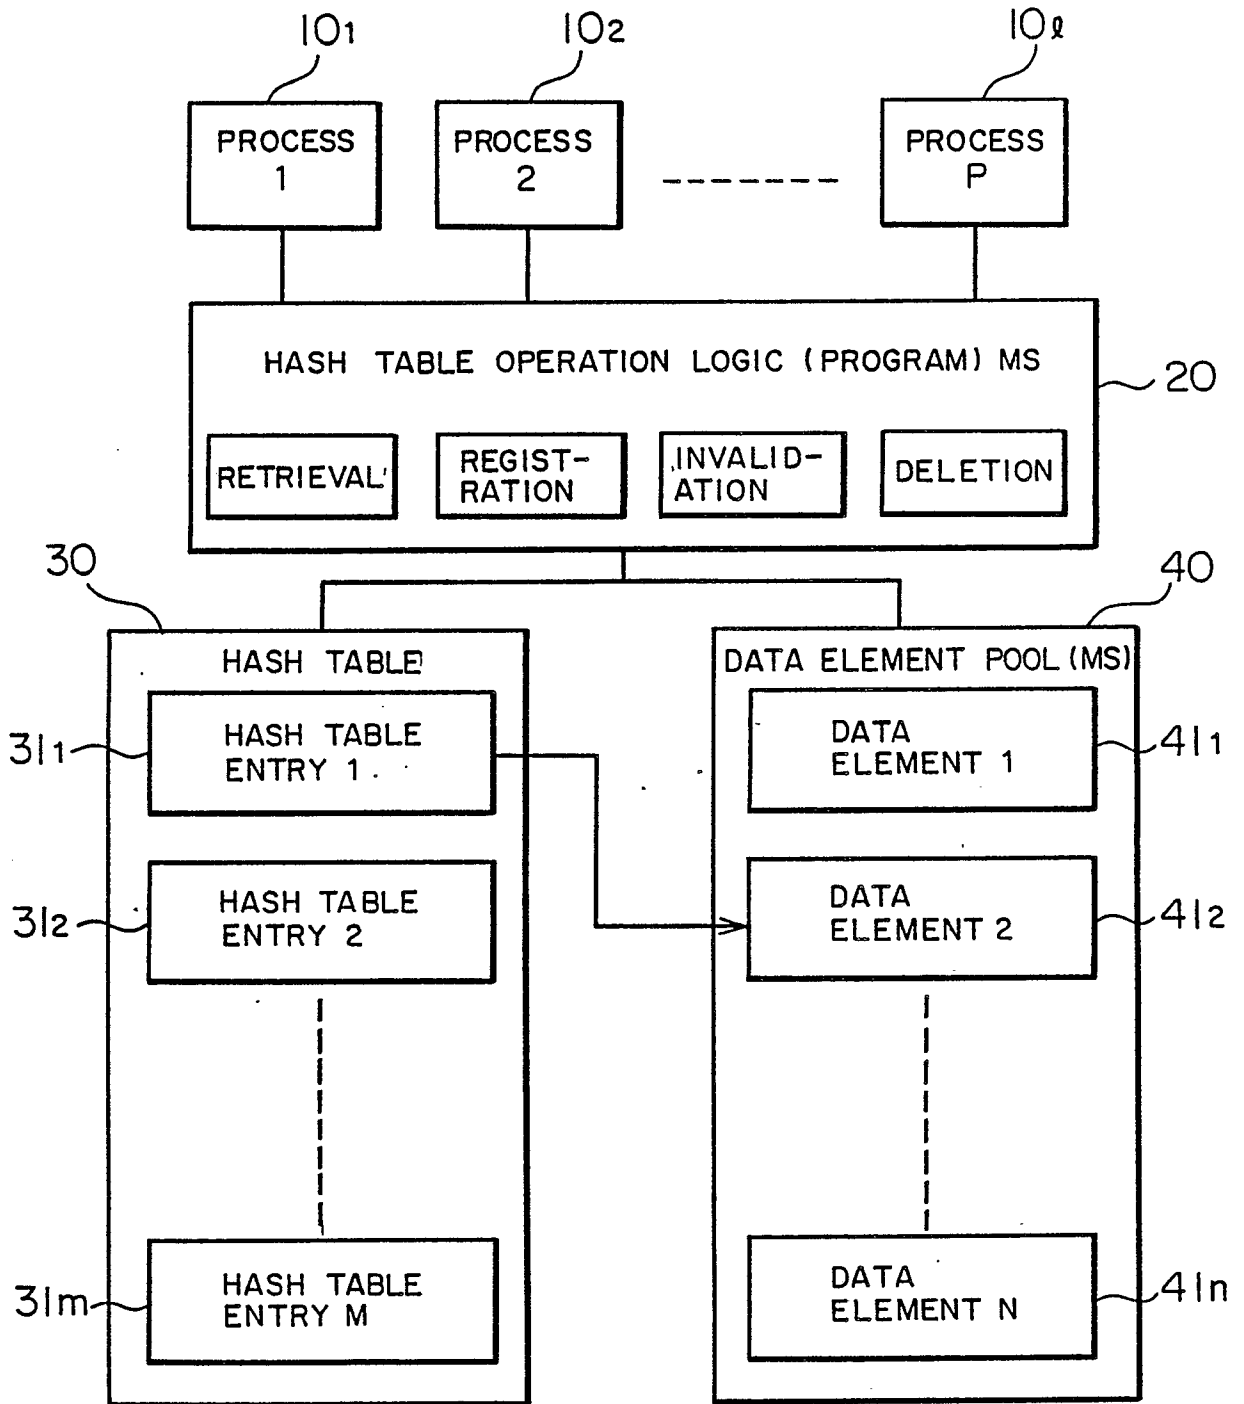 10₁
10₂
10ℓ
PROCESS
1
PROCESS
2
PROCESS
P
HASH TABLE OPERATION LOGIC (PROGRAM) MS
20
RETRIEVAL
REGIST-
RATION
INVALID-
ATION
DELETION
30
40
HASH TABLE
DATA ELEMENT POOL (MS)
31₁
HASH TABLE
ENTRY 1
DATA
ELEMENT 1
41₁
31₂
HASH TABLE
ENTRY 2
DATA
ELEMENT 2
41₂
31m
HASH TABLE
ENTRY M
DATA
ELEMENT N
41n